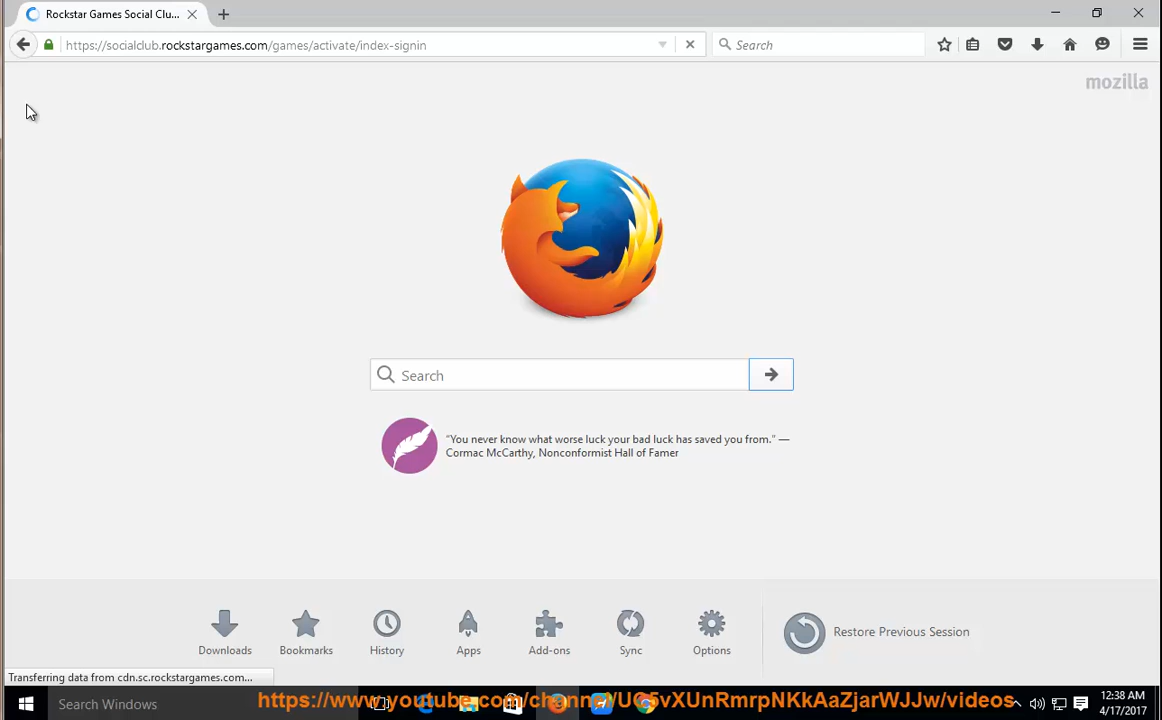 Rockstar Games Social Clu...
https://socialclub.rockstargames.com/games/activate/index-signin
Search
mozilla
Search
"You never know what worse luck your bad luck has saved you from." —
Cormac McCarthy, Nonconformist Hall of Famer
Downloads
Bookmarks
History
Apps
Add-ons
Sync
Options
Restore Previous Session
Transferring data from cdn.sc.rockstargames.com...
Search Windows
12:38 AM
4/17/2017